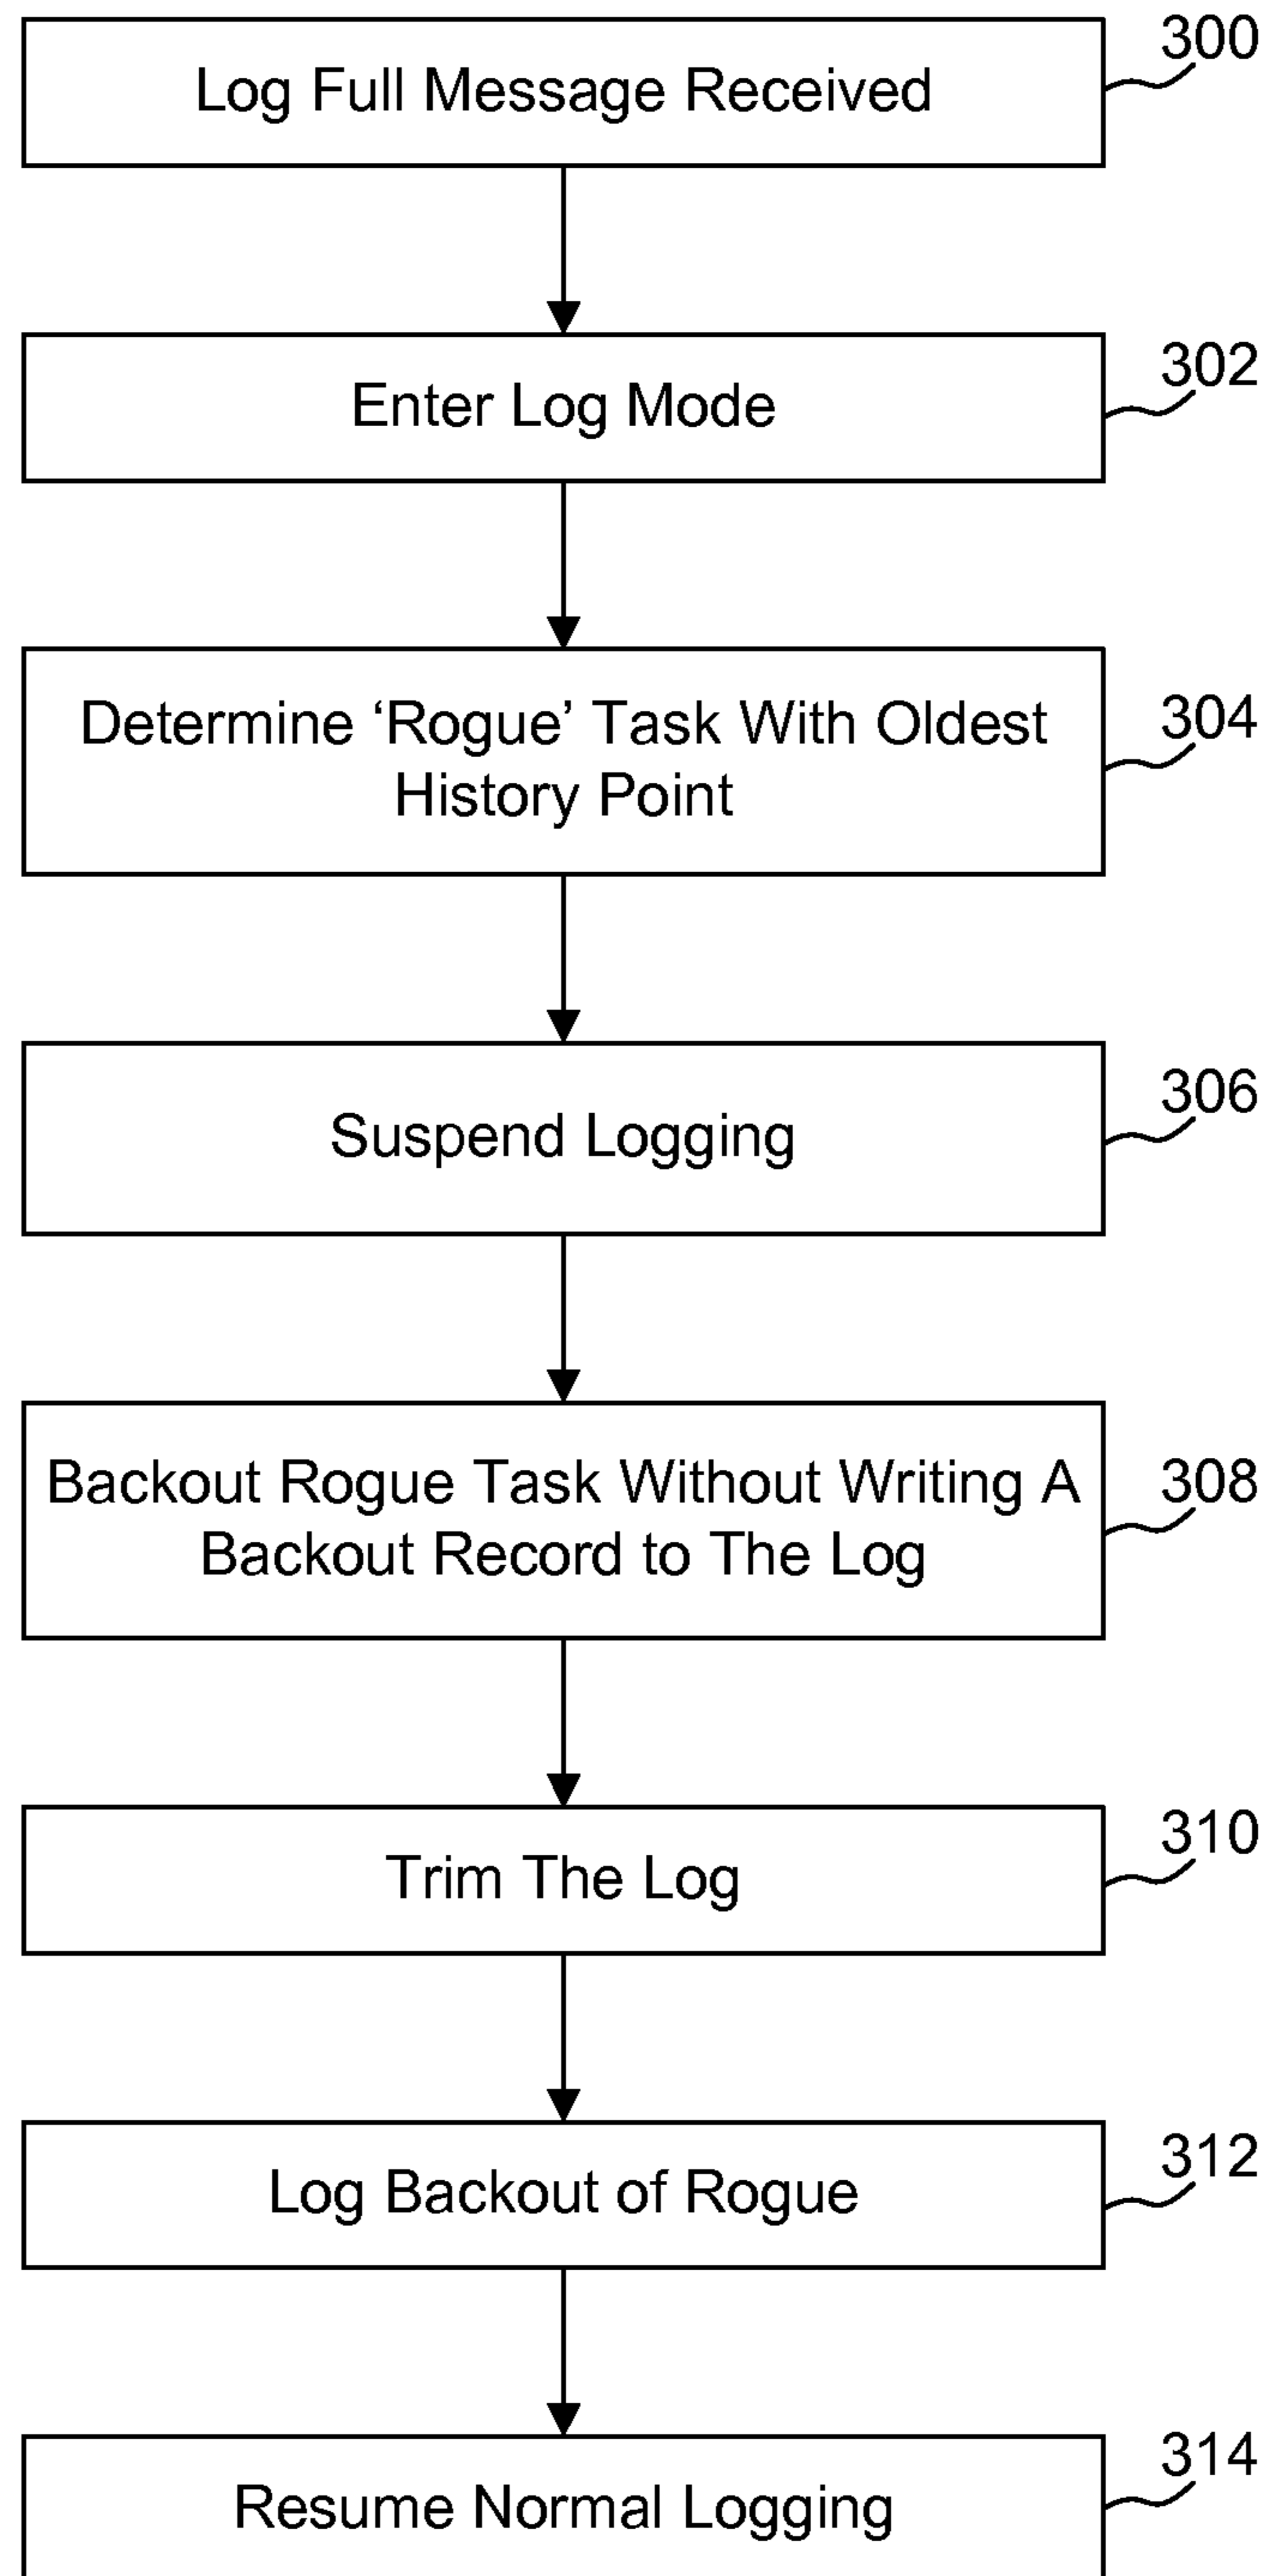 300
Log Full Message Received
302
Enter Log Mode
304
Determine ‘Rogue’ Task With Oldest
History Point
306
Suspend Logging
308
Backout Rogue Task Without Writing A
Backout Record to The Log
310
Trim The Log
312
Log Backout of Rogue
314
Resume Normal Logging